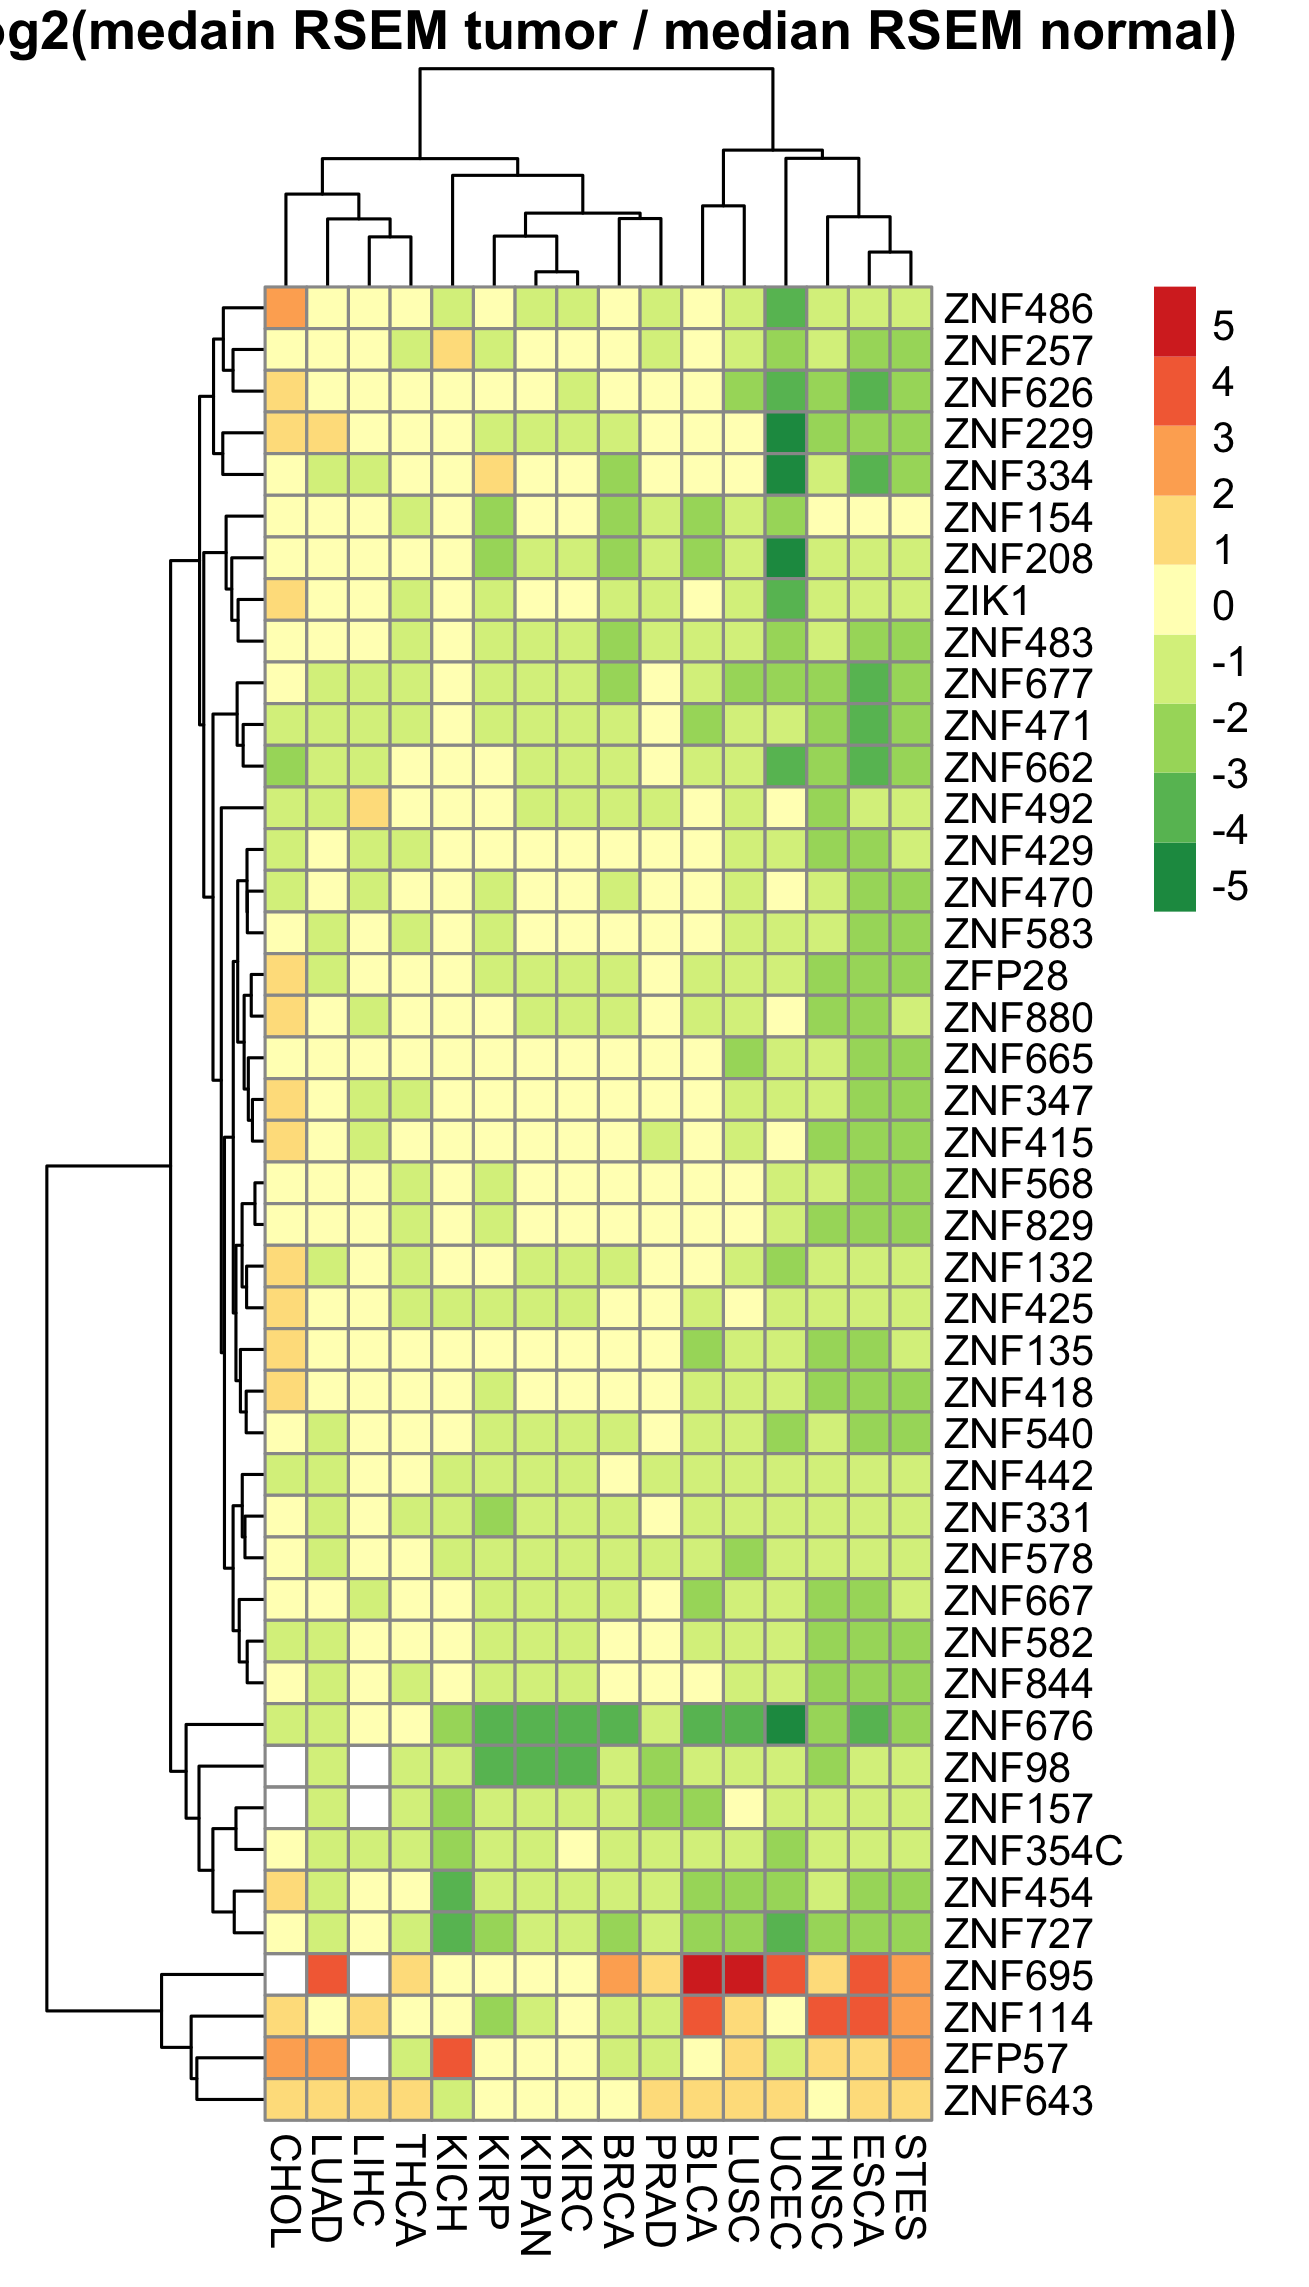 og2(medain RSEM tumor / median RSEM normal)
ZNF486
ZNF257
ZNF626
ZNF229
ZNF334
ZNF154
ZNF208
ZIK1
ZNF483
ZNF677
ZNF471
ZNF662
ZNF492
ZNF429
ZNF470
ZNF583
ZFP28
ZNF880
ZNF665
ZNF347
ZNF415
ZNF568
ZNF829
ZNF132
ZNF425
ZNF135
ZNF418
ZNF540
ZNF442
ZNF331
ZNF578
ZNF667
ZNF582
ZNF844
ZNF676
ZNF98
ZNF157
ZNF354C
ZNF454
ZNF727
ZNF695
ZNF114
ZFP57
ZNF643
5
4
3
2
1
0
-1
-2
-3
-4
-5
CHOL
LUAD
LIHC
THCA
KICH
KIRP
KIPAN
KIRC
BRCA
PRAD
BLCA
LUSC
UCEC
HNSC
ESCA
STES